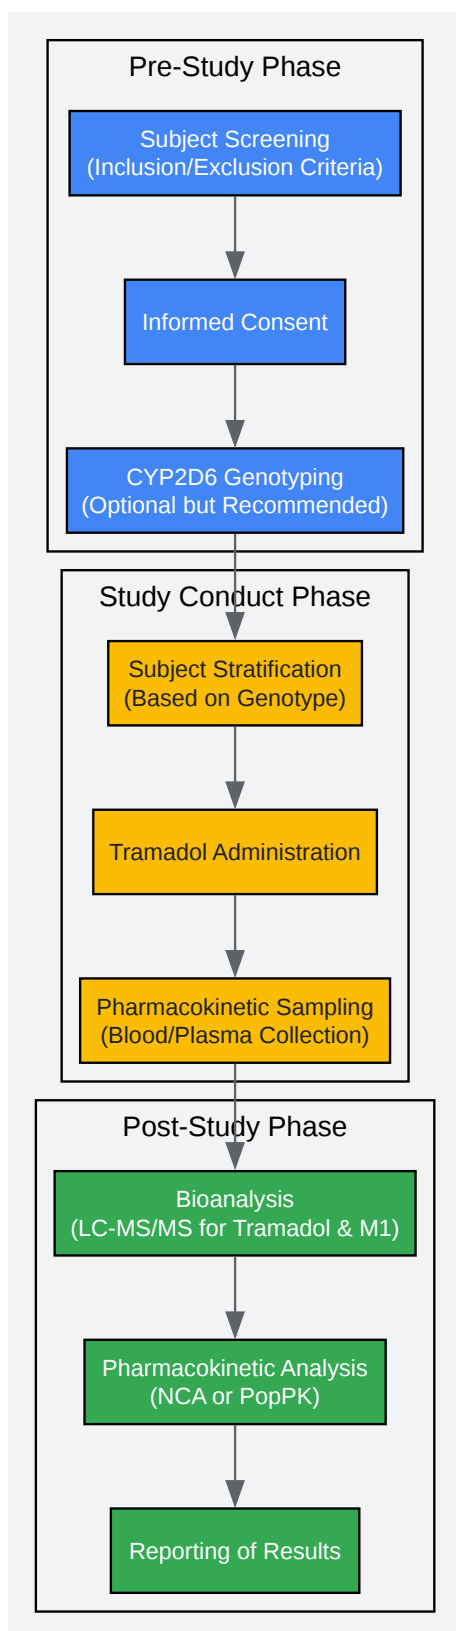 Pre-Study Phase
Subject Screening
(Inclusion/Exclusion Criteria)
Informed Consent
CYP2D6 Genotyping
(Optional but Recommended)
Study Conduct Phase
Subject Stratification
(Based on Genotype)
Tramadol Administration
Pharmacokinetic Sampling
(Blood/Plasma Collection)
Post-Study Phase
Bioanalysis
(LC-MS/MS for Tramadol & M1)
Pharmacokinetic Analysis
(NCA or PopPK)
Reporting of Results